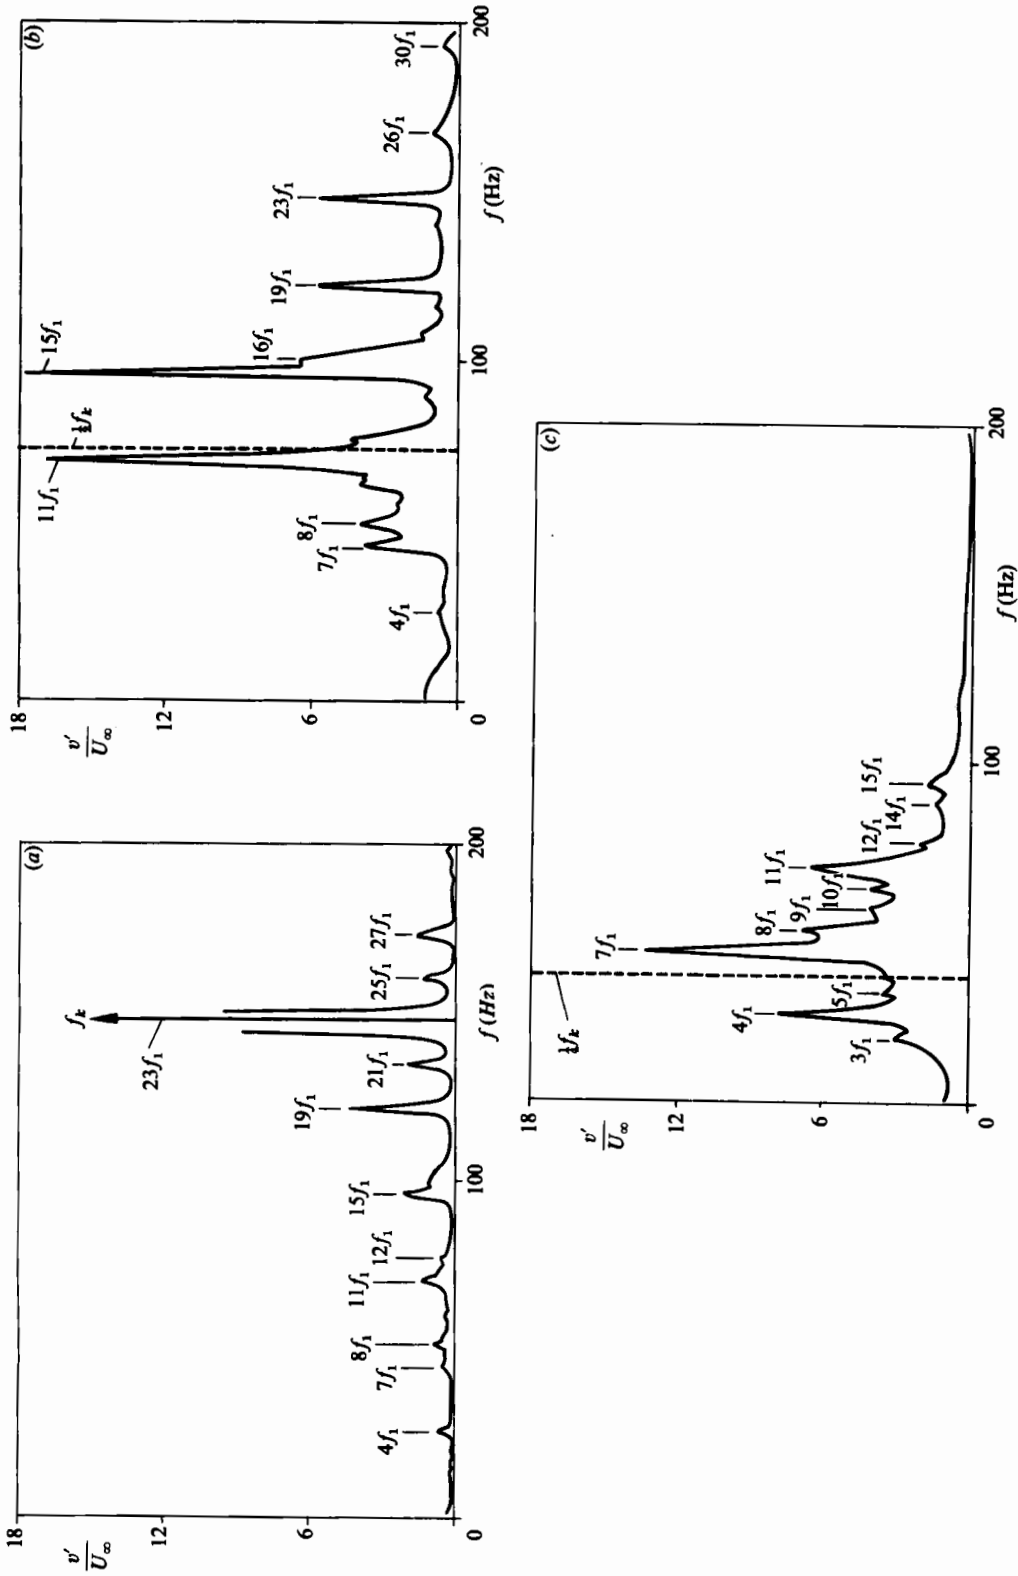 (a)
v′/U∞
18
12
6
0
100
200
f (Hz)
4f₁
7f₁
8f₁
11f₁
12f₁
15f₁
19f₁
21f₁
23f₁
fₖ
25f₁
27f₁
(b)
v′/U∞
18
12
6
0
100
200
f (Hz)
4f₁
7f₁
8f₁
11f₁
½fₖ
15f₁
16f₁
19f₁
23f₁
26f₁
30f₁
(c)
v′/U∞
18
12
6
0
100
200
f (Hz)
3f₁
4f₁
5f₁
¼fₖ
7f₁
8f₁
9f₁
10f₁
11f₁
12f₁
14f₁
15f₁